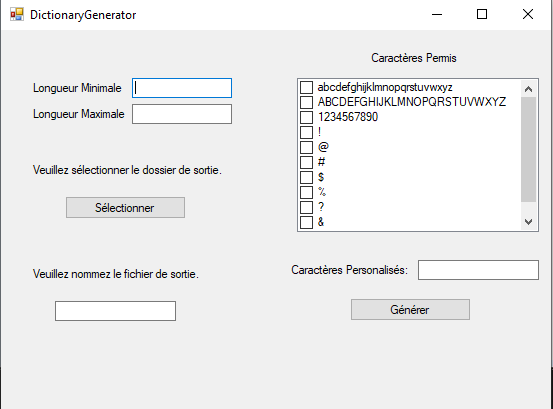 DictionaryGenerator
Caractères Permis
Longueur Minimale
Longueur Maximale
abcdefghijklmnopqrstuvwxyz
ABCDEFGHIJKLMNOPQRSTUVWXYZ
1234567890
!
@
#
$
%
?
&
Veuillez sélectionner le dossier de sortie.
Sélectionner
Veuillez nommez le fichier de sortie.
Caractères Personalisés:
Générer